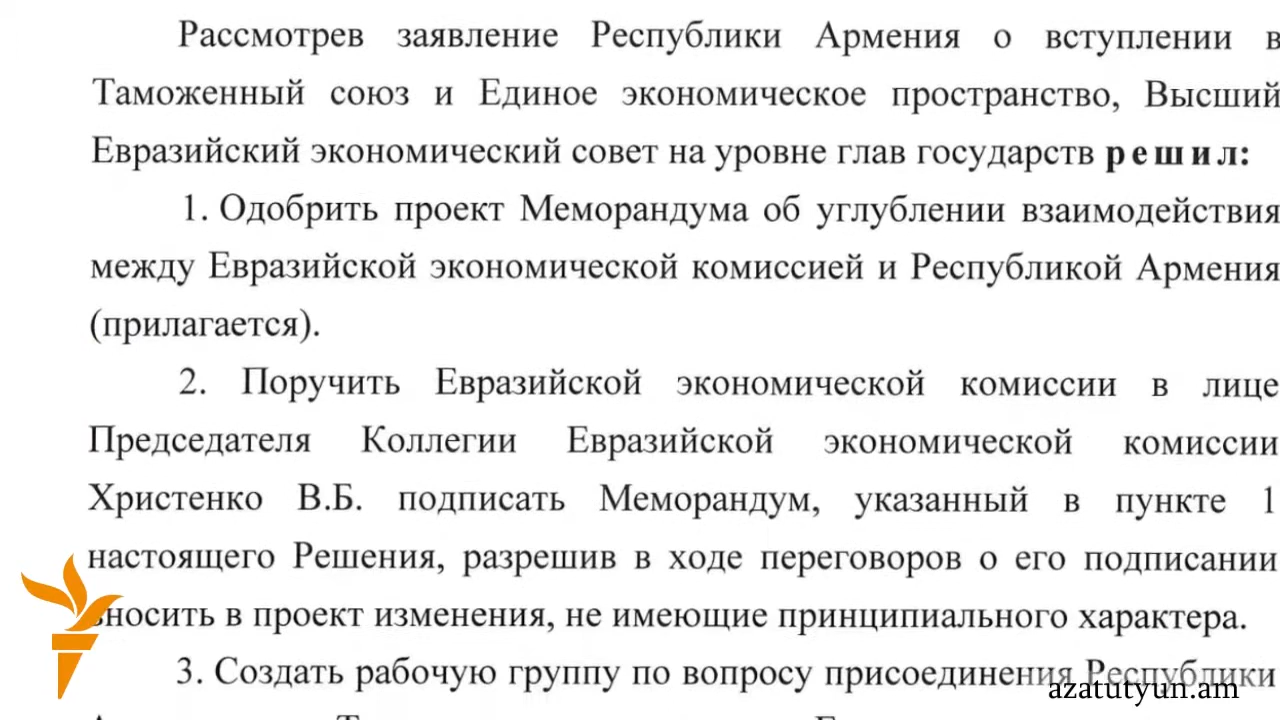 Рассмотрев заявление Республики Армения о вступлении в
Таможенный союз и Единое экономическое пространство, Высший
Евразийский экономический совет на уровне глав государств решил:
1. Одобрить проект Меморандума об углублении взаимодействия
между Евразийской экономической комиссией и Республикой Армения
(прилагается).
2. Поручить Евразийской экономической комиссии в лице
Председателя Коллегии Евразийской экономической комиссии
Христенко В.Б. подписать Меморандум, указанный в пункте 1
настоящего Решения, разрешив в ходе переговоров о его подписании
вносить в проект изменения, не имеющие принципиального характера.
3. Создать рабочую группу по вопросу присоединения Республики
azatutyun.am